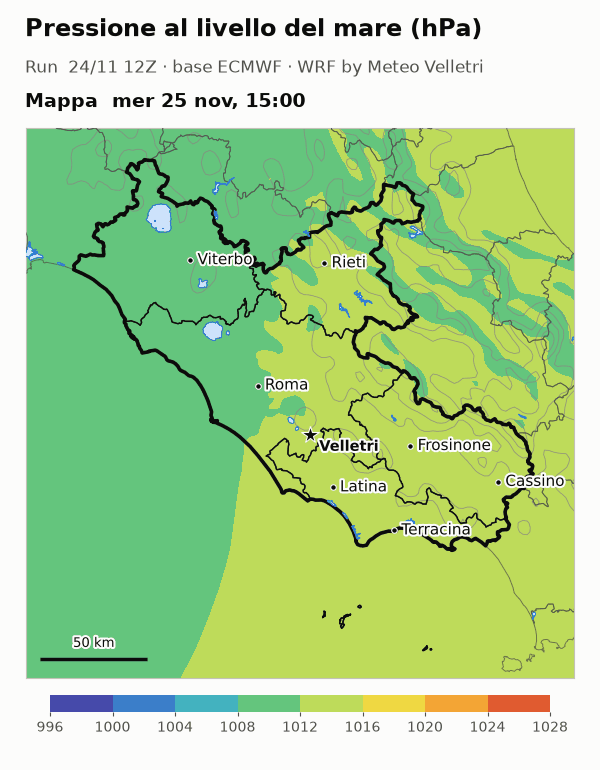 Pressione al livello del mare (hPa)
Run  24/11 12Z · base ECMWF · WRF by Meteo Velletri
Mappa  mer 25 nov, 15:00
Viterbo
Rieti
Roma
Velletri
Frosinone
Latina
Cassino
Terracina
50 km
996 1000 1004 1008 1012 1016 1020 1024 1028